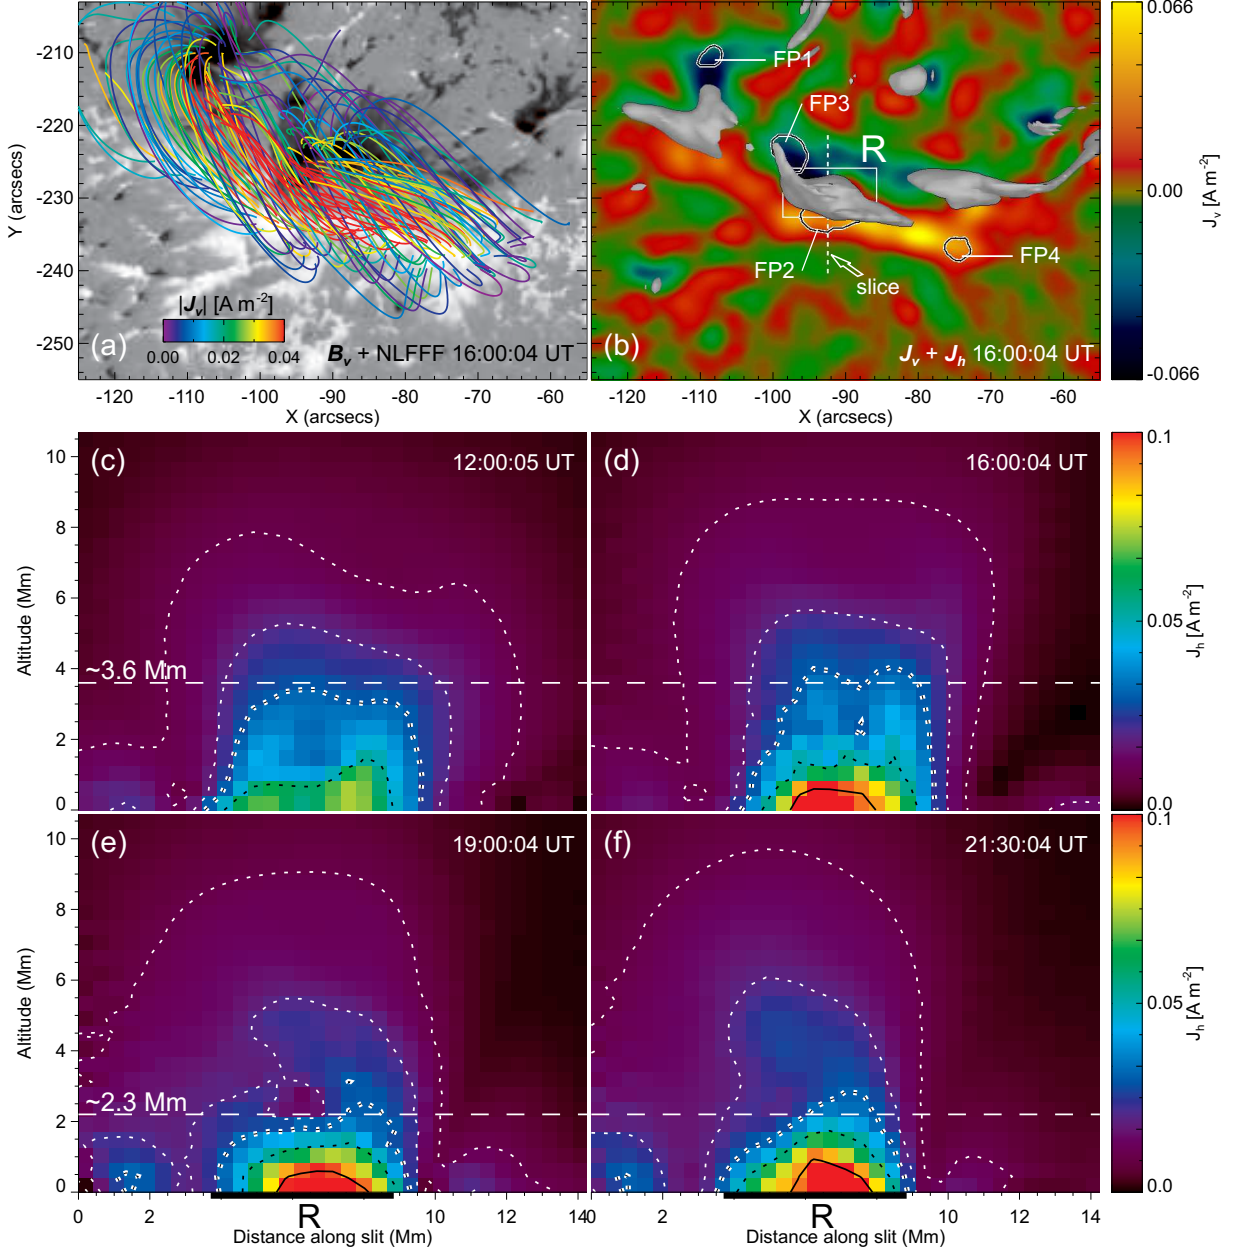 -210
-220
-230
-240
-250
Y (arcsecs)
|Jv| [A m-2]
0.00 0.02 0.04
(a)
Bv + NLFFF 16:00:04 UT
-120 -110 -100 -90 -80 -70 -60
X (arcsecs)
FP1
FP3
R
FP2
FP4
slice
(b)
Jv + Jh 16:00:04 UT
-120 -110 -100 -90 -80 -70 -60
X (arcsecs)
0.066
0.00
-0.066
Jv [A m-2]
(c)
12:00:05 UT
10
8
6
4
2
0
Altitude (Mm)
~3.6 Mm
(d)
16:00:04 UT
0.1
0.05
0.0
Jh [A m-2]
(e)
19:00:04 UT
10
8
6
4
2
0
Altitude (Mm)
~2.3 Mm
(f)
21:30:04 UT
0.1
0.05
0.0
Jh [A m-2]
0 2 R 10 12 14
Distance along slit (Mm)
2 R 10 12 14
Distance along slit (Mm)